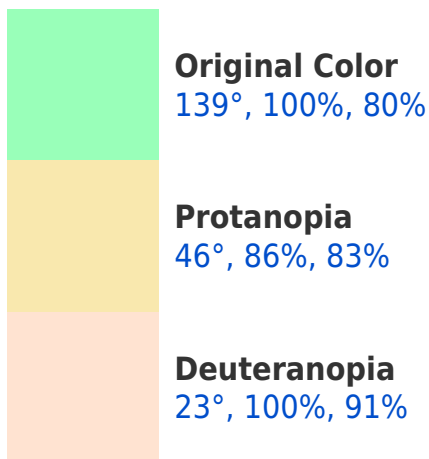 Original Color
139°, 100%, 80%
Protanopia
46°, 86%, 83%
Deuteranopia
23°, 100%, 91%